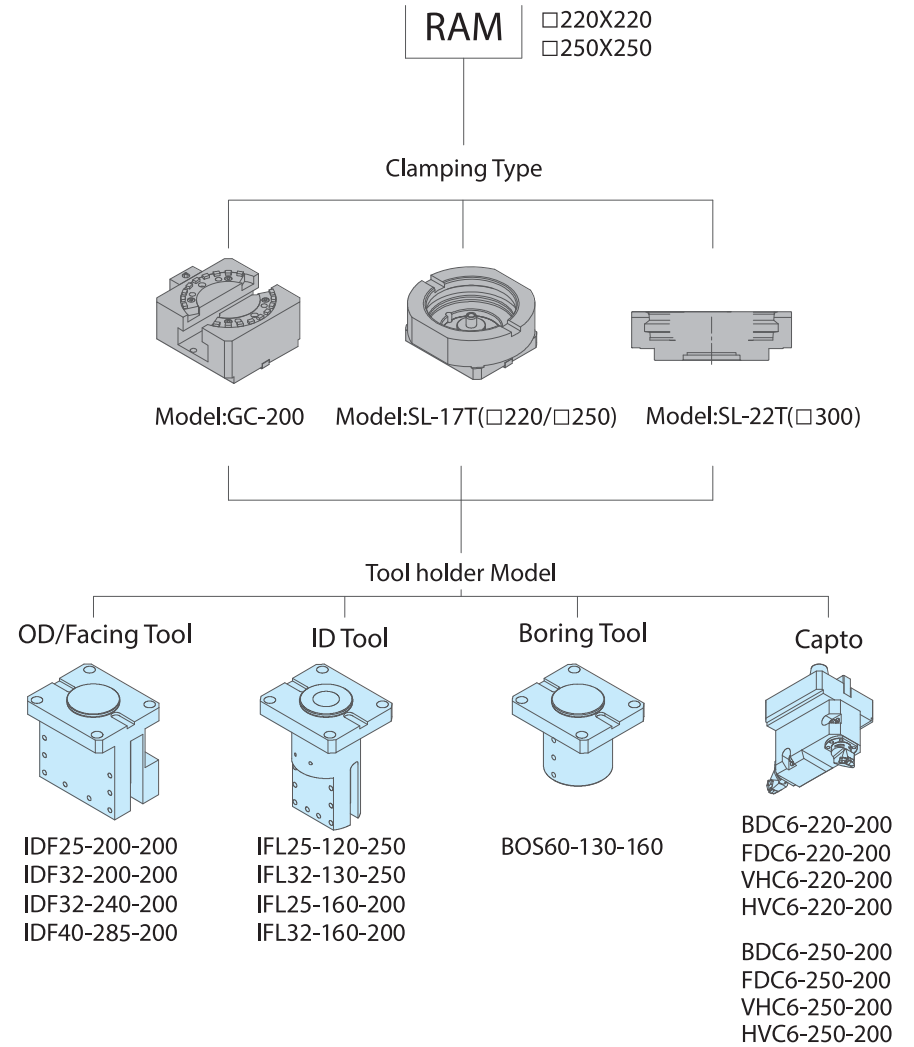 RAM
□220X220
□250X250
Clamping Type
Model:GC-200
Model:SL-17T(□220/□250)
Model:SL-22T(□300)
Tool holder Model
OD/Facing Tool
ID Tool
Boring Tool
Capto
IDF25-200-200
IDF32-200-200
IDF32-240-200
IDF40-285-200
IFL25-120-250
IFL32-130-250
IFL25-160-200
IFL32-160-200
BOS60-130-160
BDC6-220-200
FDC6-220-200
VHC6-220-200
HVC6-220-200
BDC6-250-200
FDC6-250-200
VHC6-250-200
HVC6-250-200